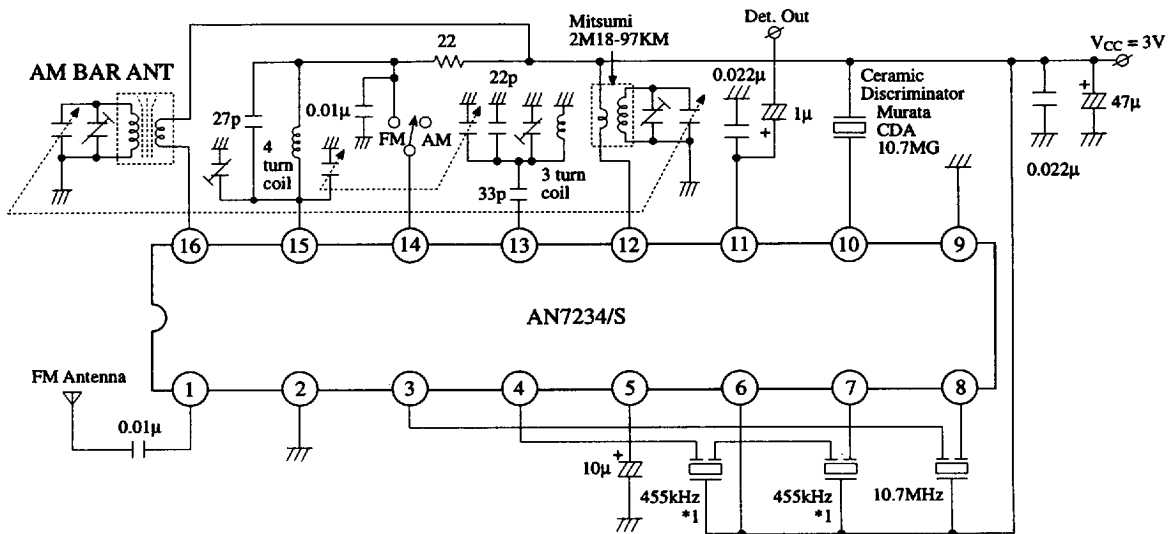 Mitsumi
2M18-97KM
Det. Out
V_CC = 3V
AM BAR ANT
22
22p
0.01μ
27p
4
turn
coil
FM
AM
33p
3 turn
coil
0.022μ
1μ
+
Ceramic
Discriminator
Murata
CDA
10.7MG
+
47μ
0.022μ
16
15
14
13
12
11
10
9
AN7234/S
1
2
3
4
5
6
7
8
FM Antenna
0.01μ
+
10μ
455kHz
*1
455kHz
*1
10.7MHz